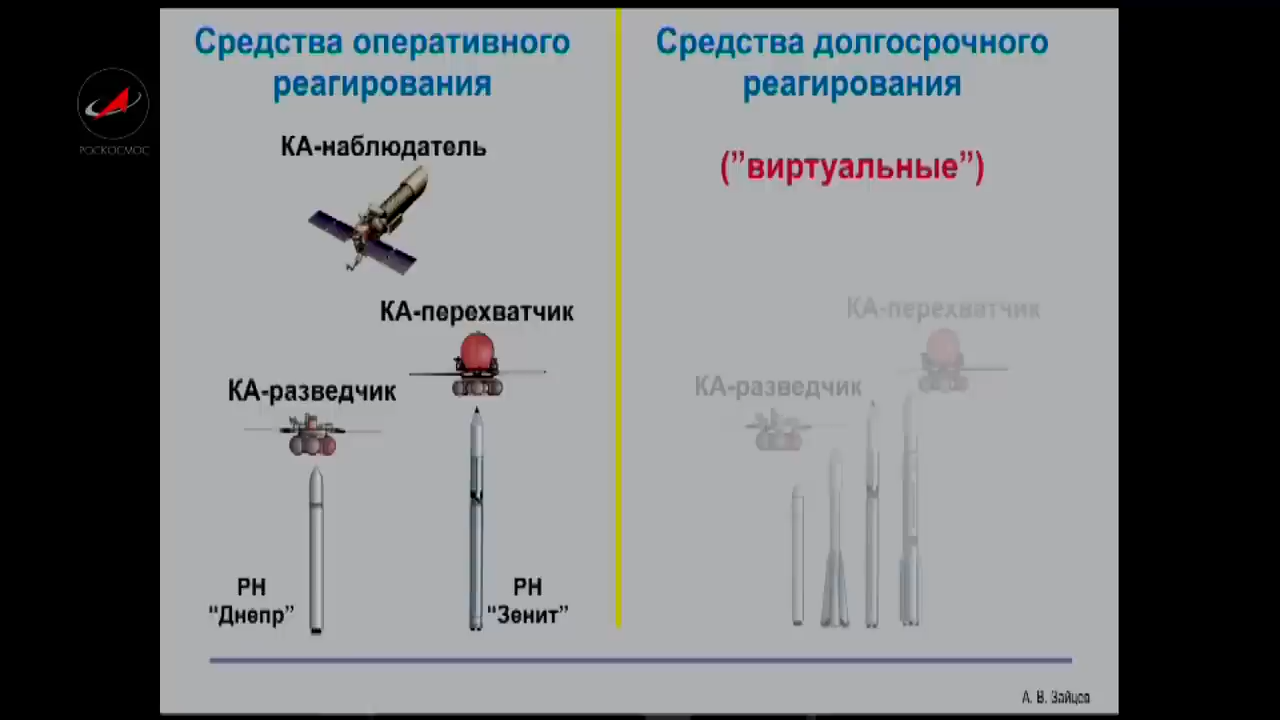 Средства оперативного
реагирования
КА-наблюдатель
КА-перехватчик
КА-разведчик
РН
“Днепр”
РН
“Зенит”
Средства долгосрочного
реагирования
(”виртуальные”)
КА-перехватчик
КА-разведчик
РОСКОСМОС
А. В. Зайцев